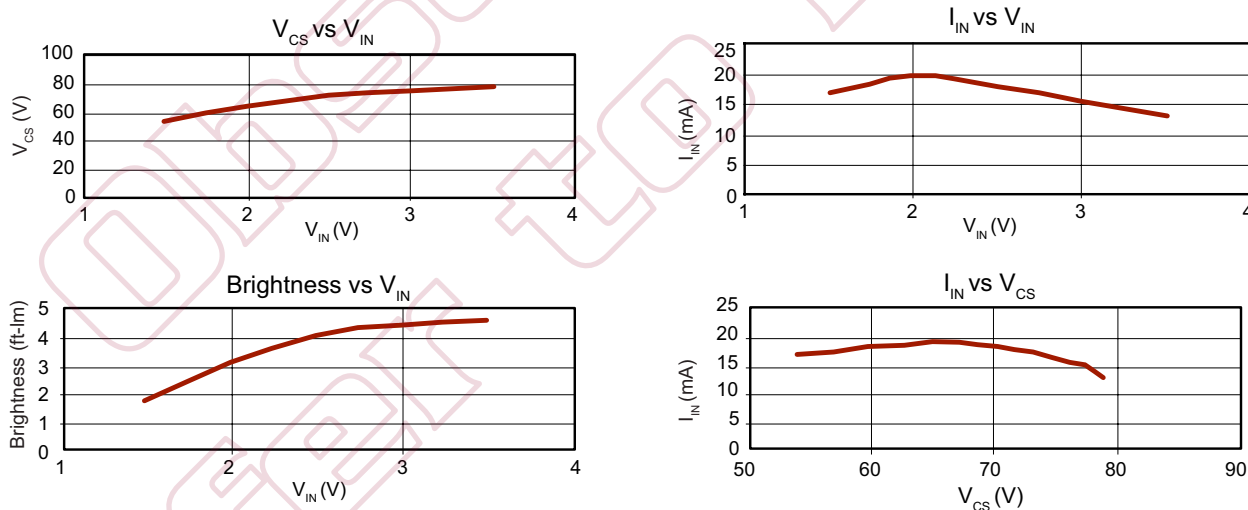 V_CS vs V_IN
100
80
60
40
20
0
V_CS (V)
1 2 3 4
V_IN (V)
I_IN vs V_IN
25
20
15
10
5
0
I_IN (mA)
1 2 3 4
V_IN (V)
Brightness vs V_IN
5
4
3
2
1
0
Brightness (ft-lm)
1 2 3 4
V_IN (V)
I_IN vs V_CS
25
20
15
10
5
0
I_IN (mA)
50 60 70 80 90
V_CS (V)